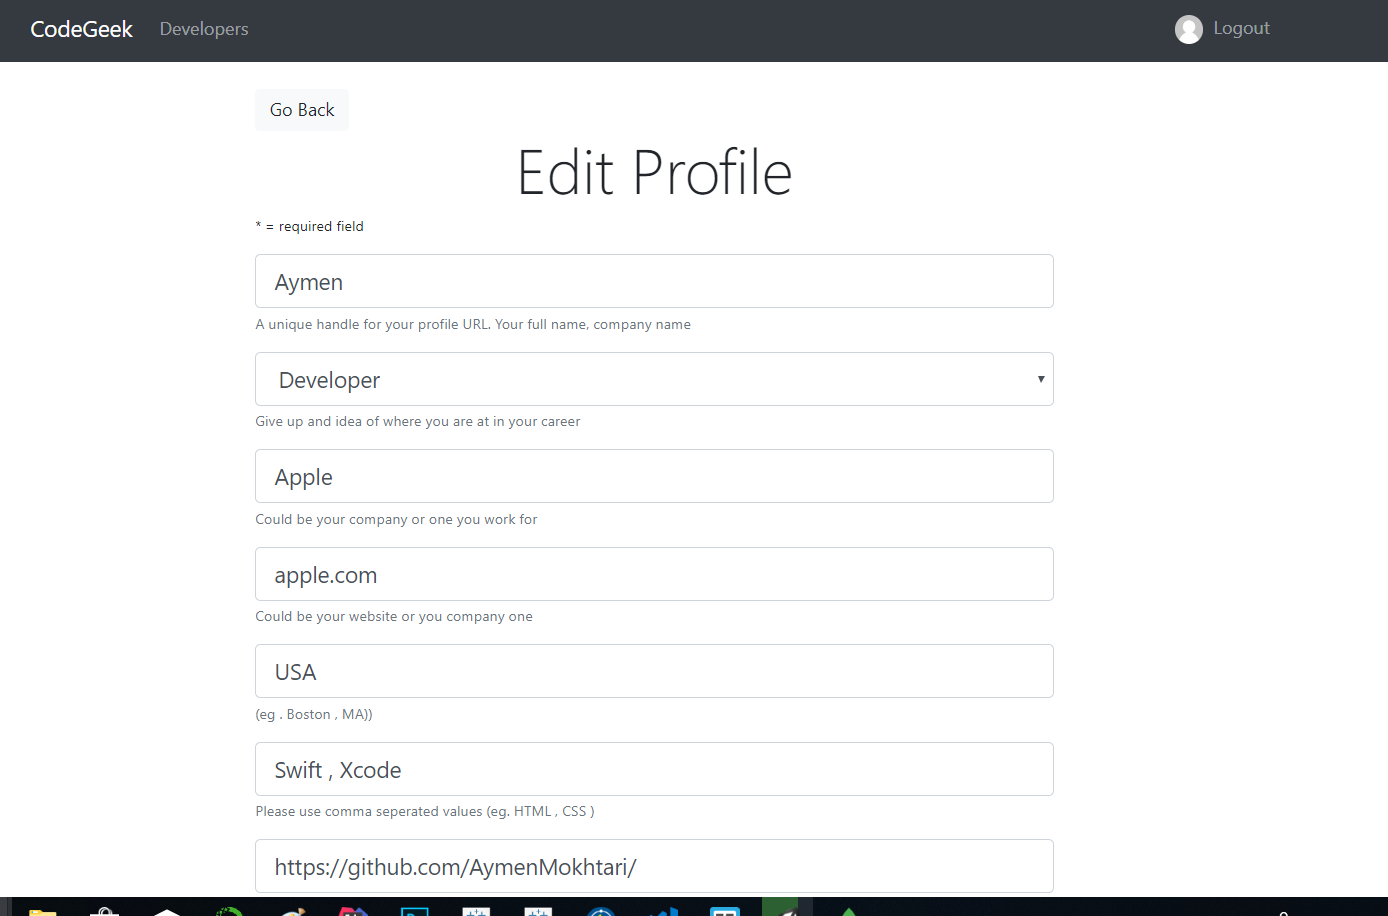 CodeGeek Developers Logout
Go Back
Edit Profile
* = required field
Aymen
A unique handle for your profile URL. Your full name, company name
Developer
Give up and idea of where you are at in your career
Apple
Could be your company or one you work for
apple.com
Could be your website or you company one
USA
(eg . Boston , MA))
Swift , Xcode
Please use comma seperated values (eg. HTML , CSS )
https://github.com/AymenMokhtari/